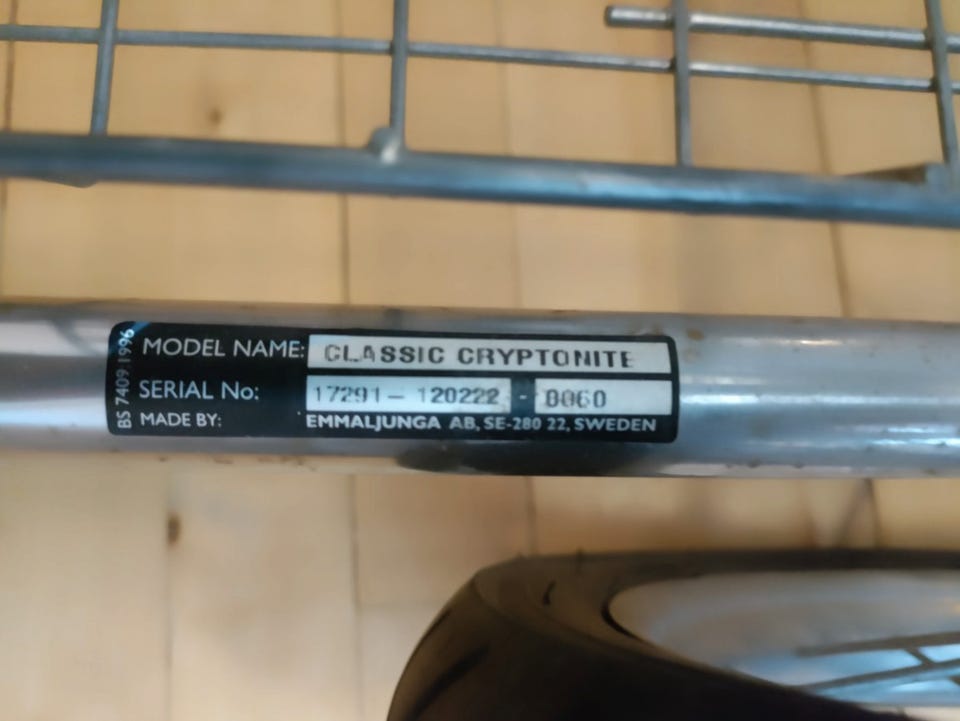 MODEL NAME: CLASSIC CRYPTONITE
SERIAL No: 17291- 120222 - 0060
MADE BY: EMMALJUNGA AB, SE-280 22, SWEDEN
BS 7409.1996